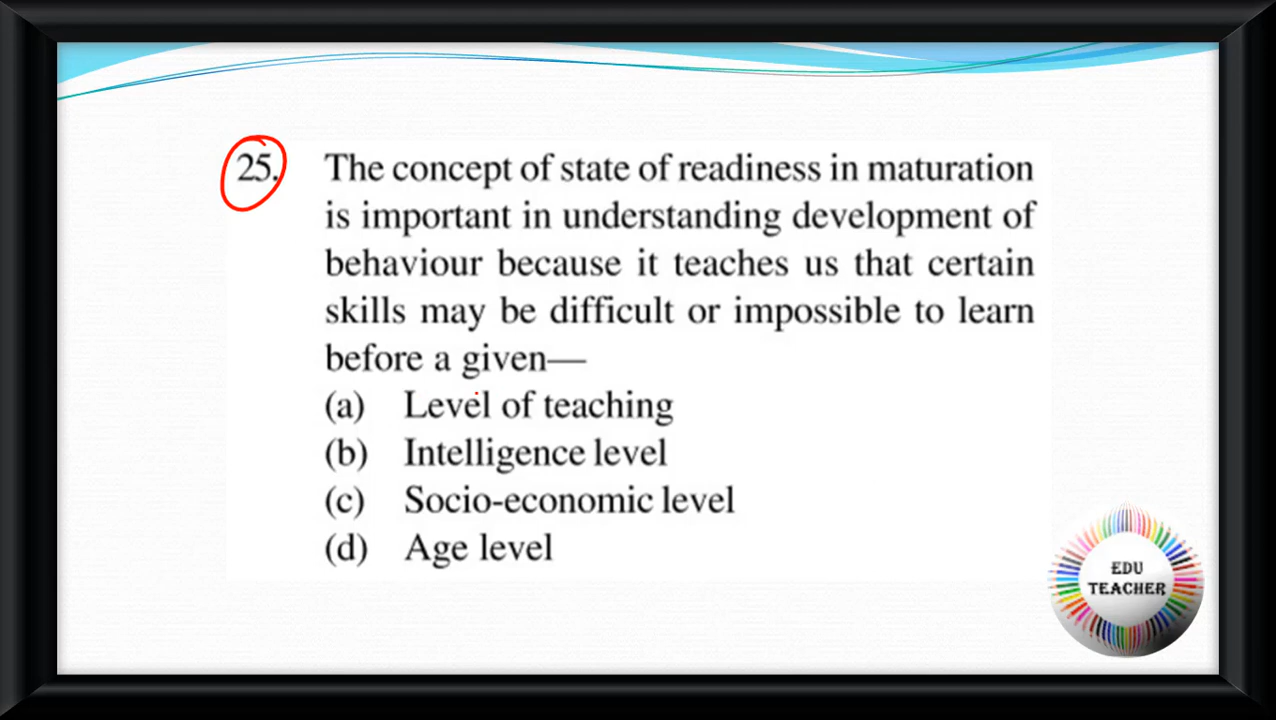 25. The concept of state of readiness in maturation
is important in understanding development of
behaviour because it teaches us that certain
skills may be difficult or impossible to learn
before a given—
(a) Level of teaching
(b) Intelligence level
(c) Socio-economic level
(d) Age level
EDU
TEACHER